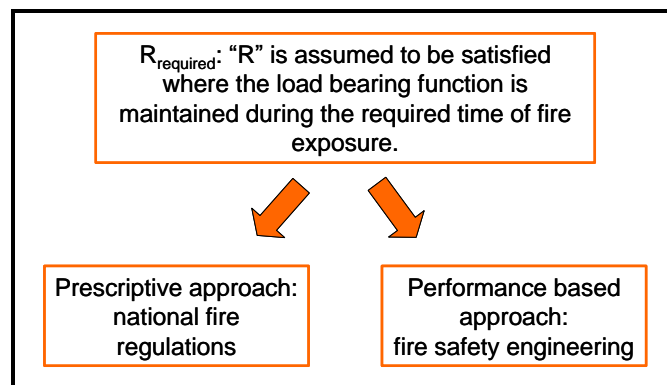 Rrequired: “R” is assumed to be satisfied
where the load bearing function is
maintained during the required time of fire
exposure.
Prescriptive approach:
national fire
regulations
Performance based
approach:
fire safety engineering